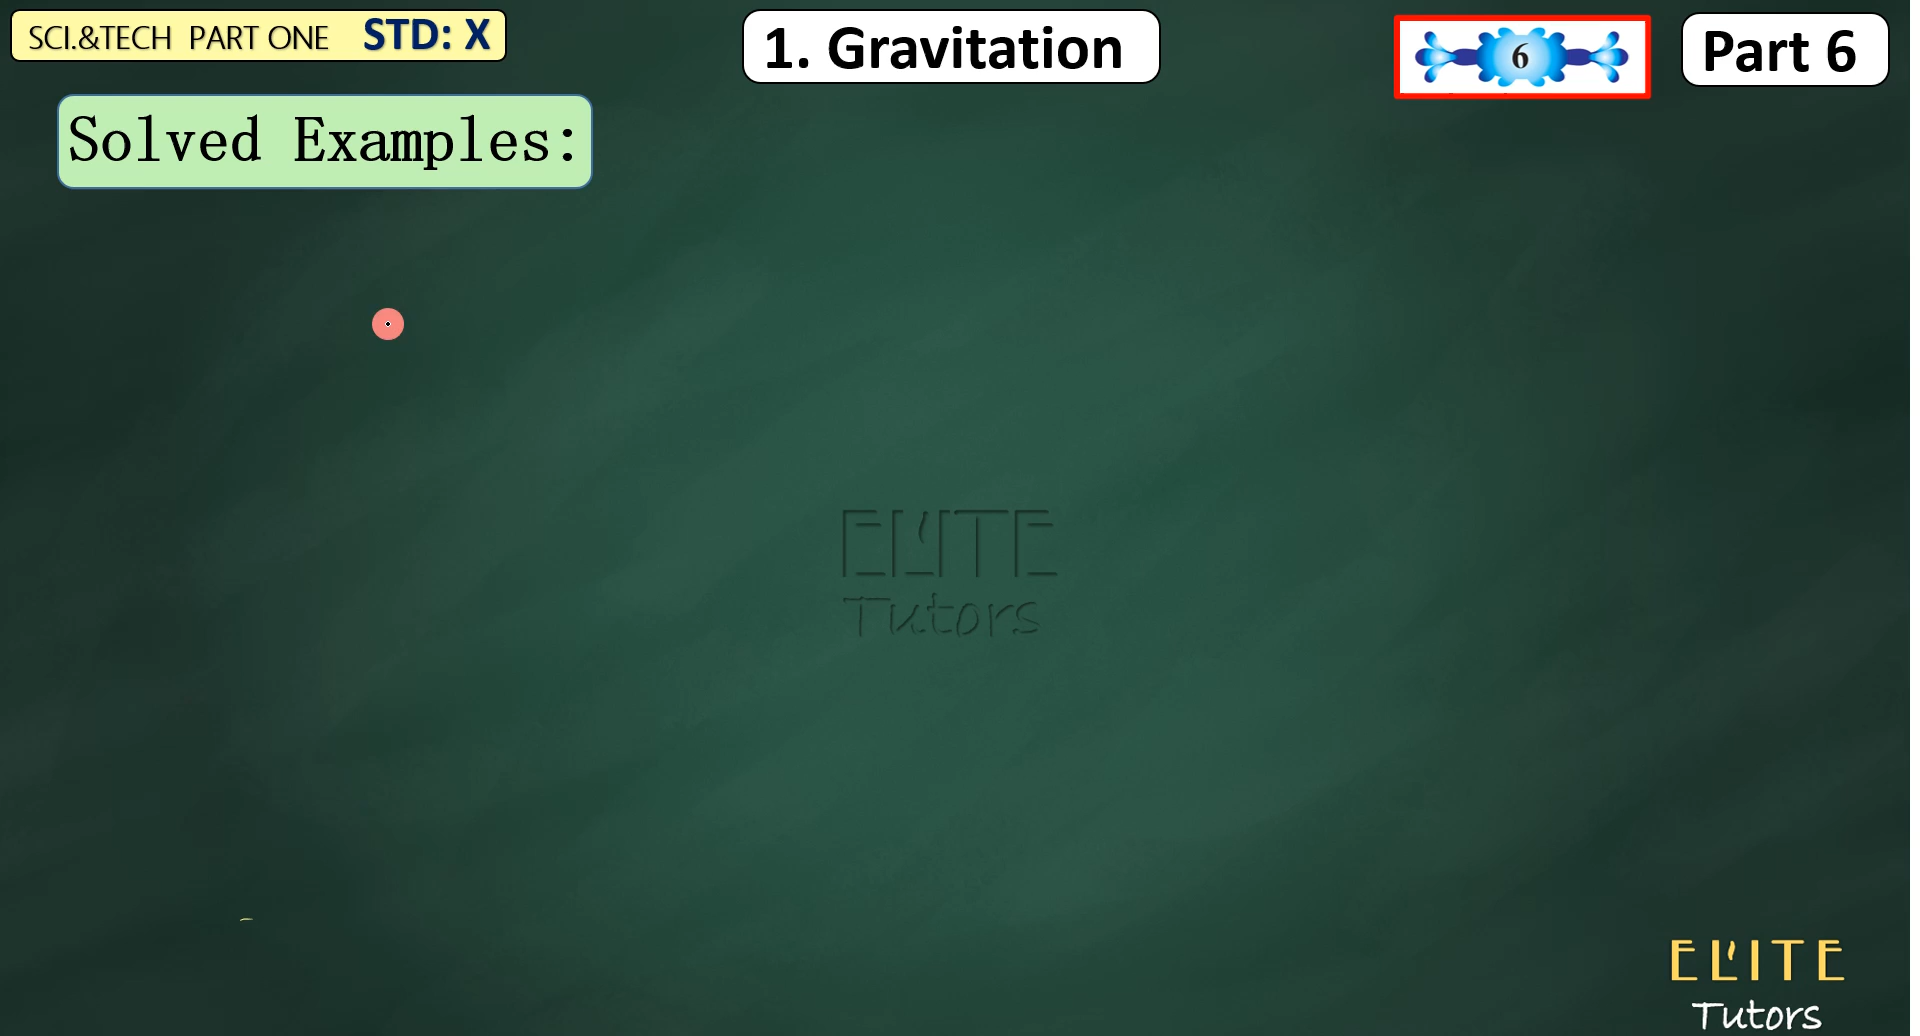 SCI.&TECH PART ONE STD: X
1. Gravitation
6
Part 6
Solved Examples:
ELITE
Tutors
ELITE
Tutors